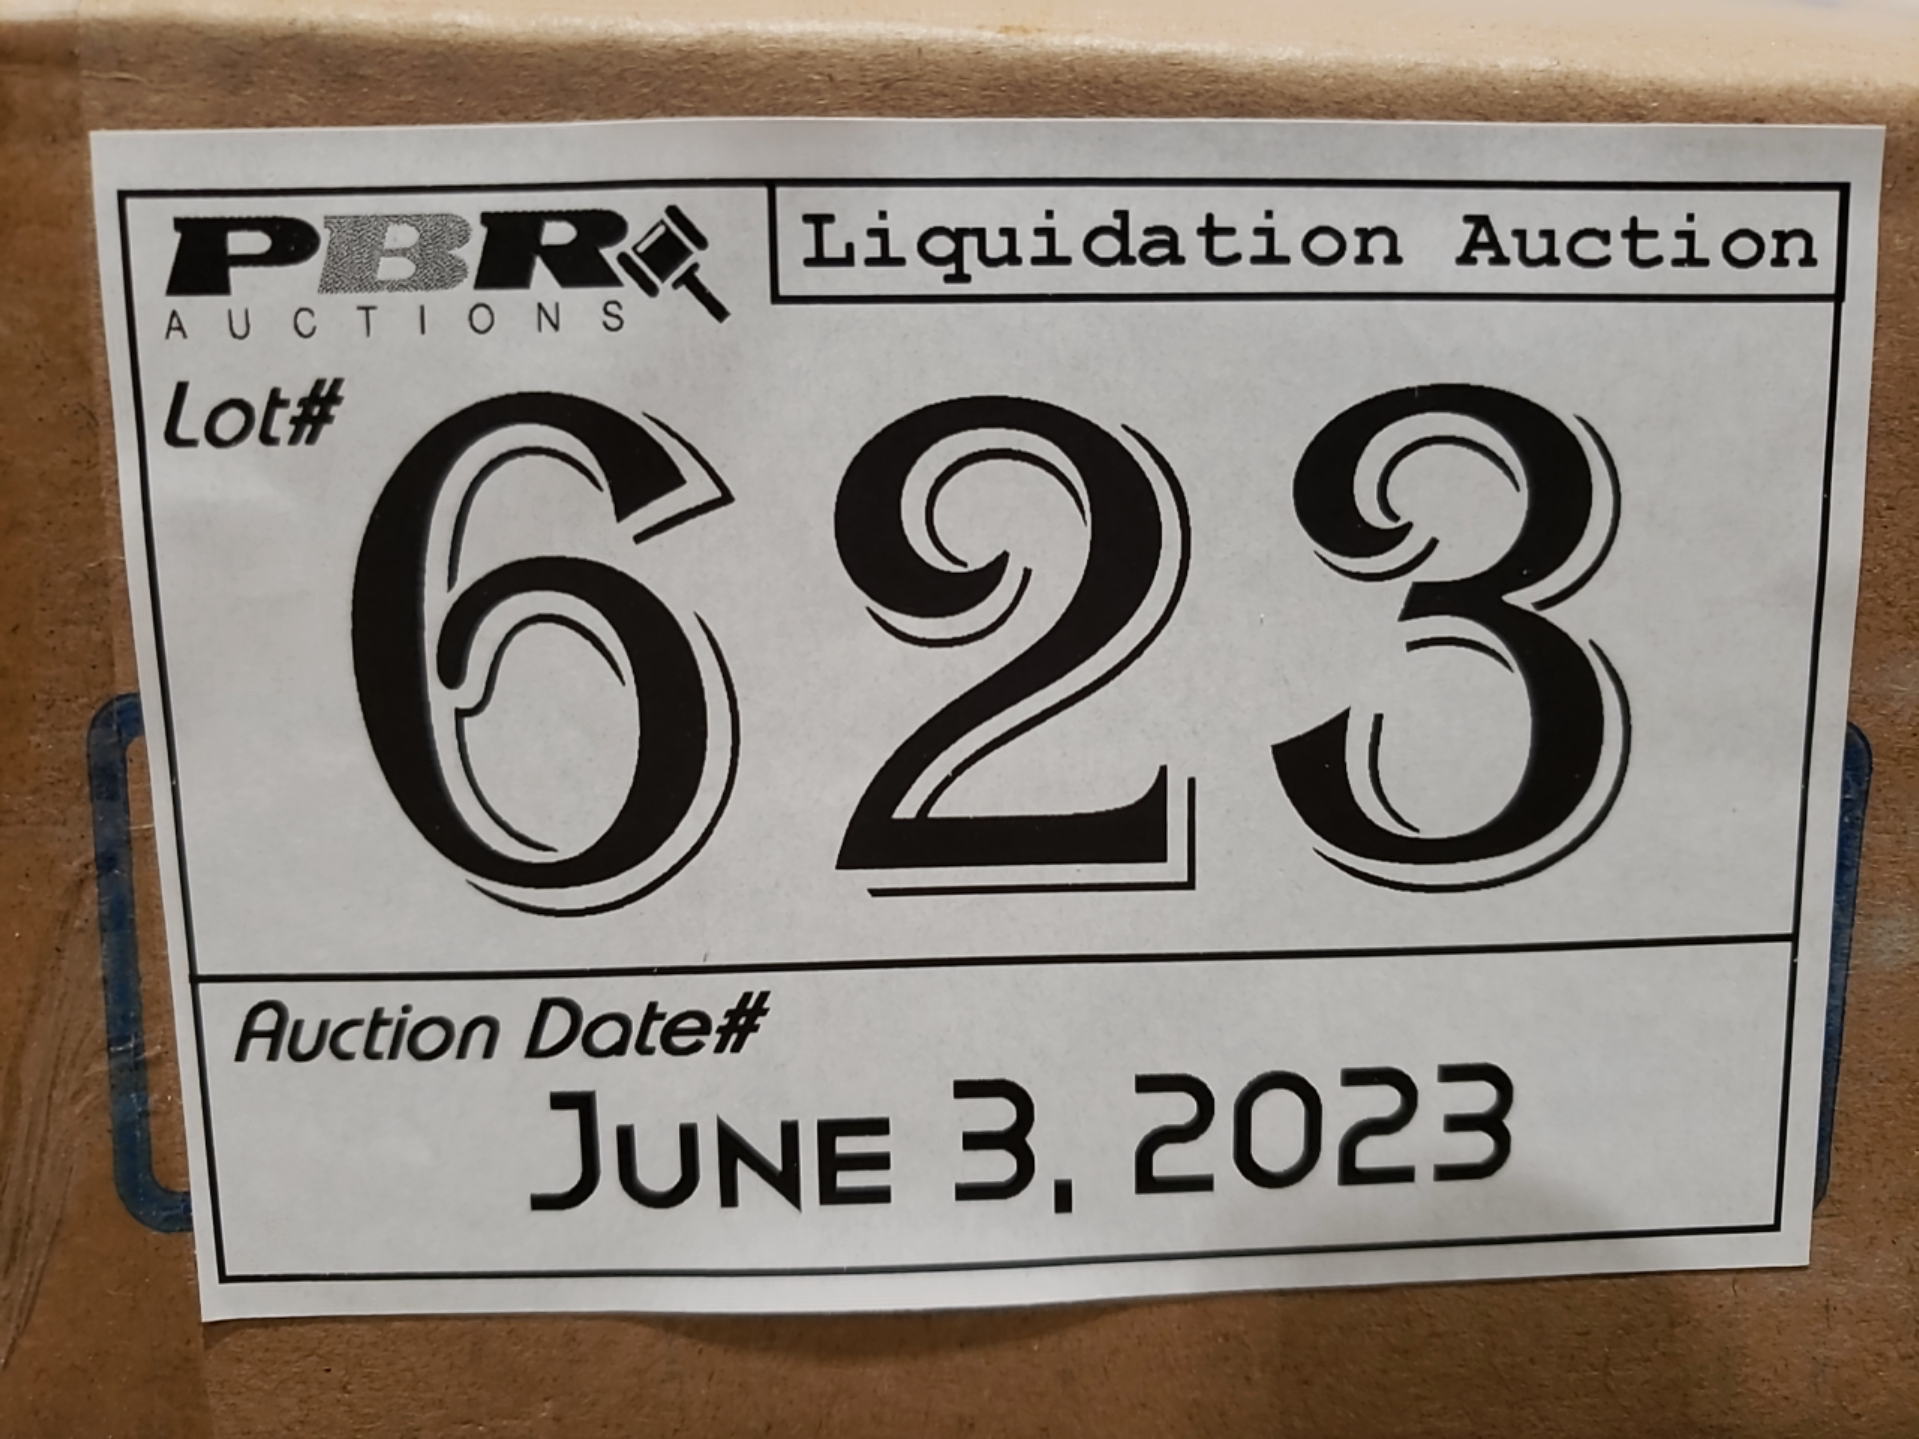 PBR
AUCTIONS
Liquidation Auction
Lot#
623
Auction Date#
JUNE 3, 2023